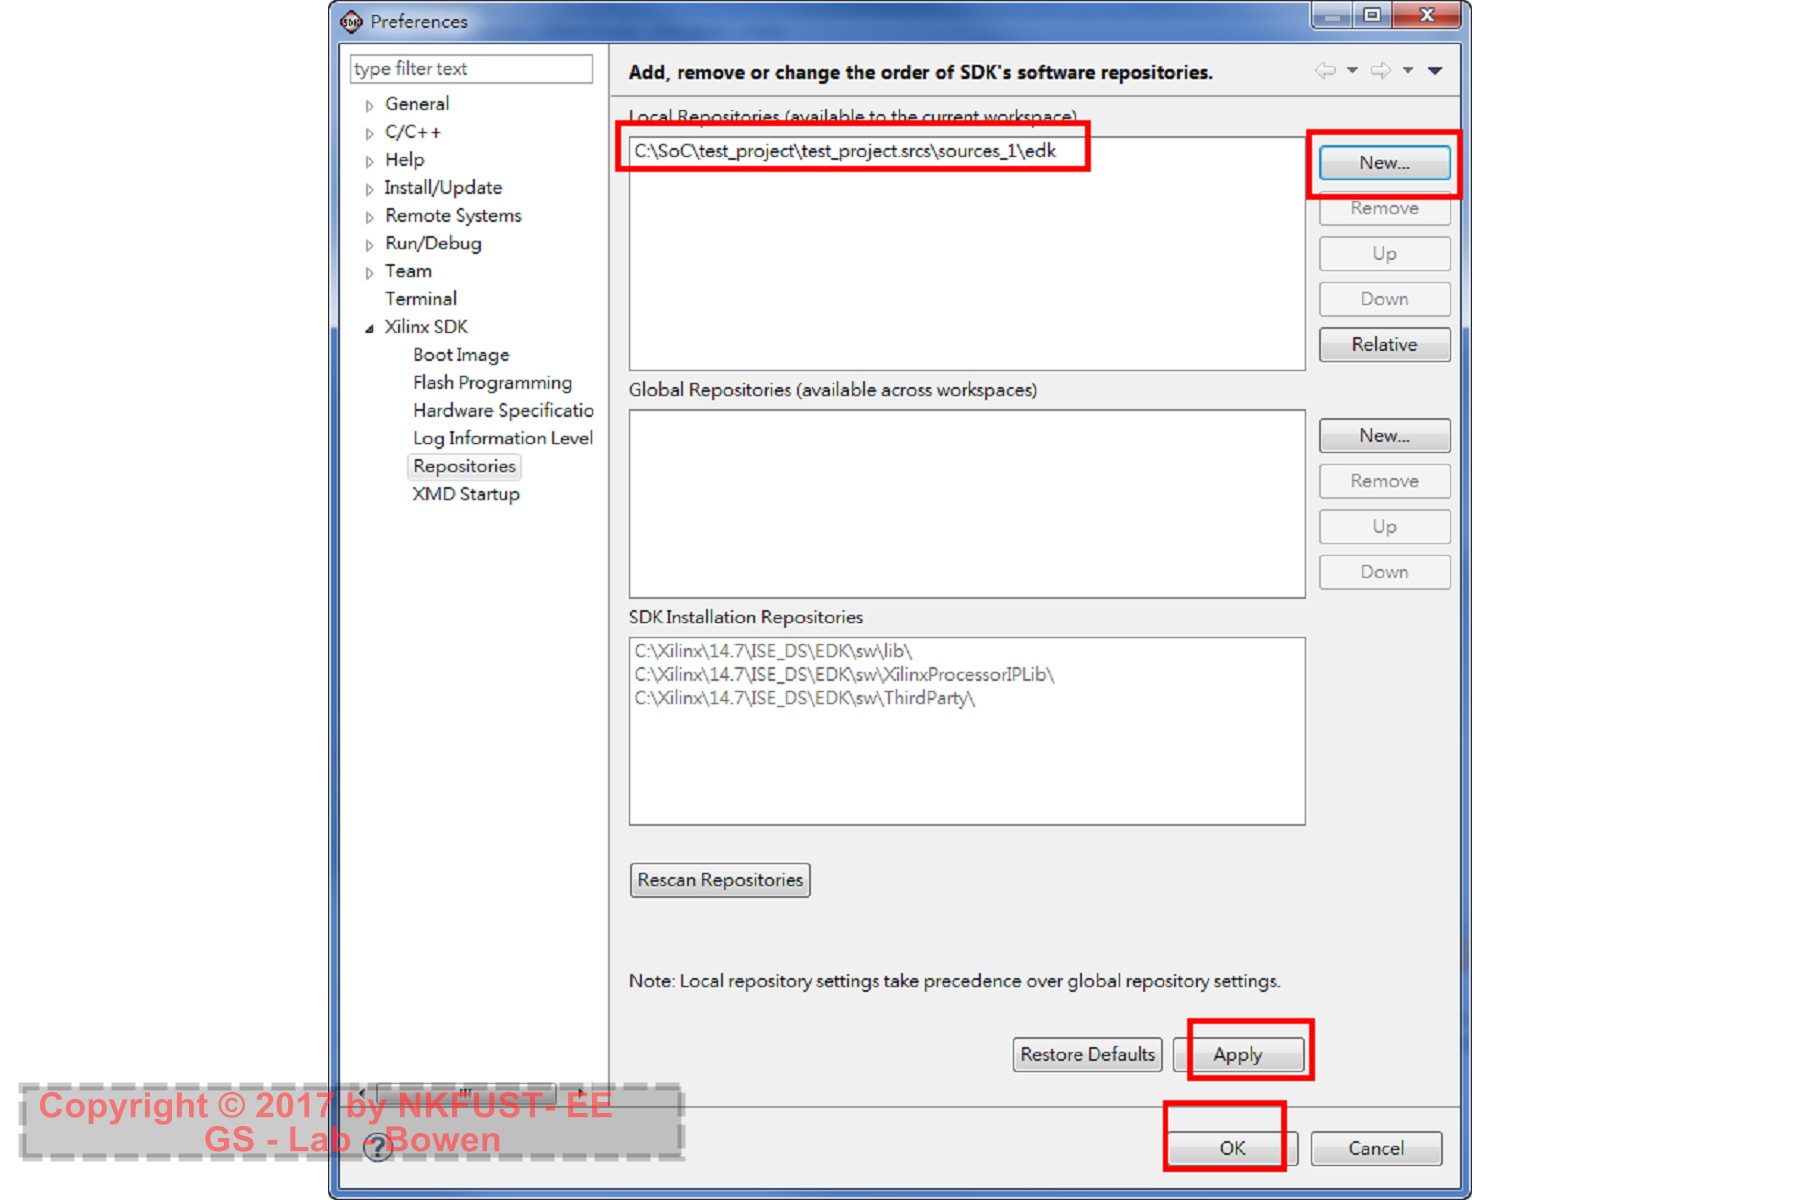 SDK Preferences
type filter text
General
C/C++
Help
Install/Update
Remote Systems
Run/Debug
Team
Terminal
Xilinx SDK
Boot Image
Flash Programming
Hardware Specificatio
Log Information Level
Repositories
XMD Startup
Add, remove or change the order of SDK's software repositories.
Local Repositories (available to the current workspace)
C:\SoC\test_project\test_project.srcs\sources_1\edk
New...
Remove
Up
Down
Relative
Global Repositories (available across workspaces)
New...
Remove
Up
Down
SDK Installation Repositories
C:\Xilinx\14.7\ISE_DS\EDK\sw\lib\
C:\Xilinx\14.7\ISE_DS\EDK\sw\XilinxProcessorIPLib\
C:\Xilinx\14.7\ISE_DS\EDK\sw\ThirdParty\
Rescan Repositories
Note: Local repository settings take precedence over global repository settings.
Restore Defaults Apply
OK Cancel
Copyright © 2017 by NKFUST- EE
GS - Lab - Bowen